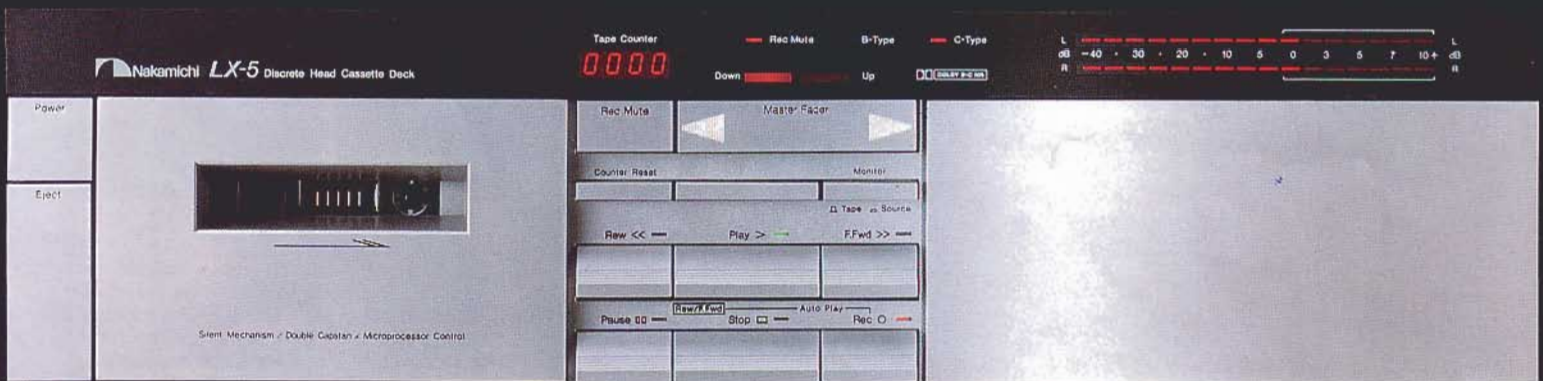 Tape Counter
Rec Mute B-Type C-Type
L L
dB -40 · 30 · 20 · 10 5 0 3 5 7 10+ dB
R R
Nakamichi LX-5 Discrete Head Cassette Deck
0000
Down Up DOLBY B-C NR
Power
Rec Mute
Master Fader
Counter Reset
Monitor
Eject
Tape Source
Rew << Play > F.Fwd >>
Rew/F.Fwd Auto Play
Pause Stop Rec
Silent Mechanism / Double Capstan / Microprocessor Control